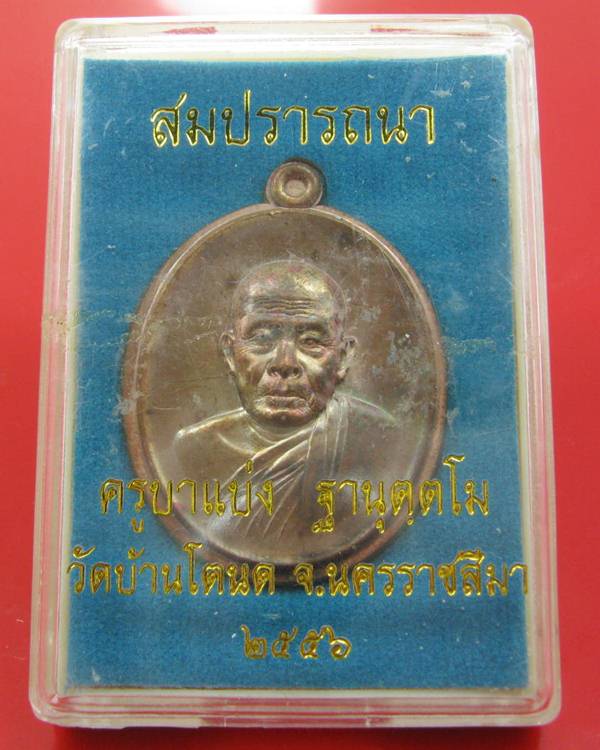 สมปรารถนา
ครูบาแบ่ง ฐานุตฺตโม
วัดบ้านโตนด จ.นครราชสีมา
๒๕๕๖